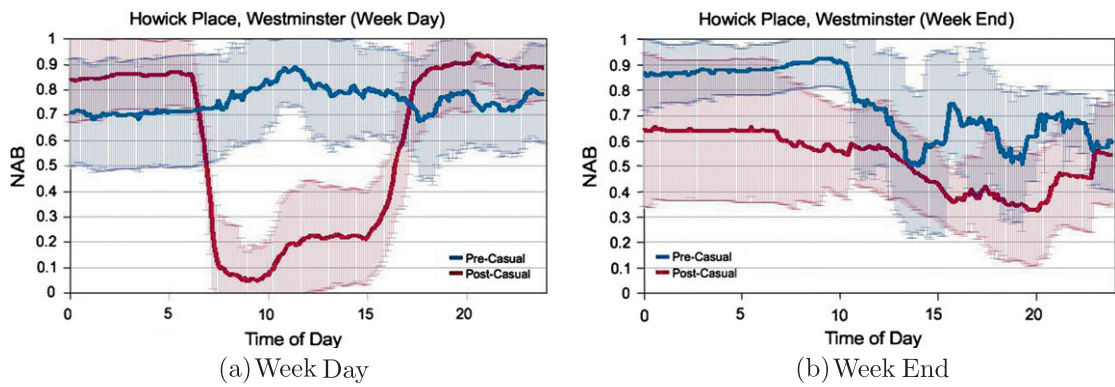 Howick Place, Westminster (Week Day)
1
0.9
0.8
0.7
0.6
0.5
0.4
0.3
0.2
0.1
0
NAB
Pre-Casual
Post-Casual
0 5 10 15 20
Time of Day
(a) Week Day
Howick Place, Westminster (Week End)
1
0.9
0.8
0.7
0.6
0.5
0.4
0.3
0.2
0.1
0
NAB
Pre-Casual
Post-Casual
0 5 10 15 20
Time of Day
(b) Week End